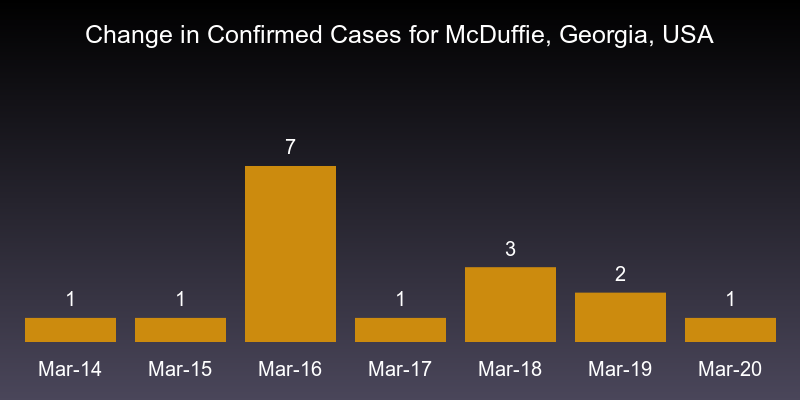 Change in Confirmed Cases for McDuffie, Georgia, USA
7
3
2
1 1 1 1
Mar-14 Mar-15 Mar-16 Mar-17 Mar-18 Mar-19 Mar-20